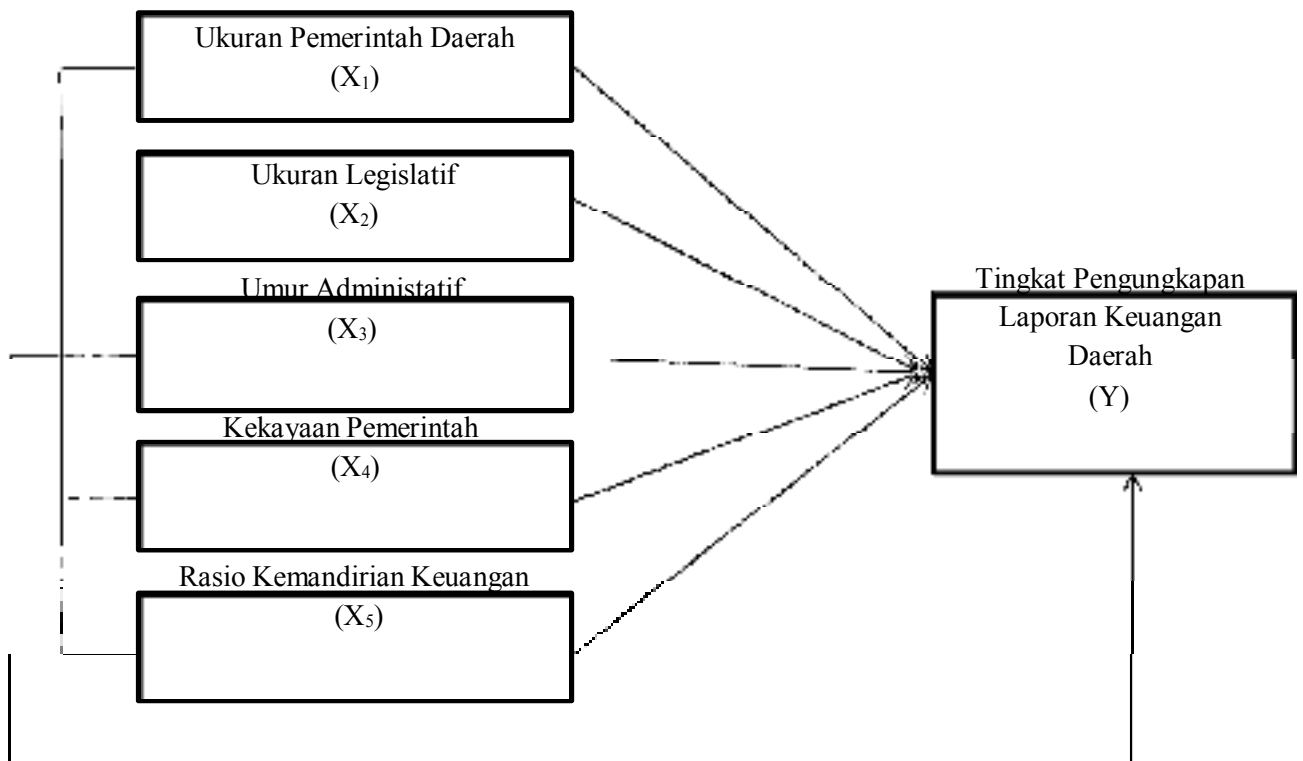 Ukuran Pemerintah Daerah
(X₁)
Ukuran Legislatif
(X₂)
Umur Administatif
(X₃)
Kekayaan Pemerintah
(X₄)
Rasio Kemandirian Keuangan
(X₅)
Tingkat Pengungkapan
Laporan Keuangan
Daerah
(Y)